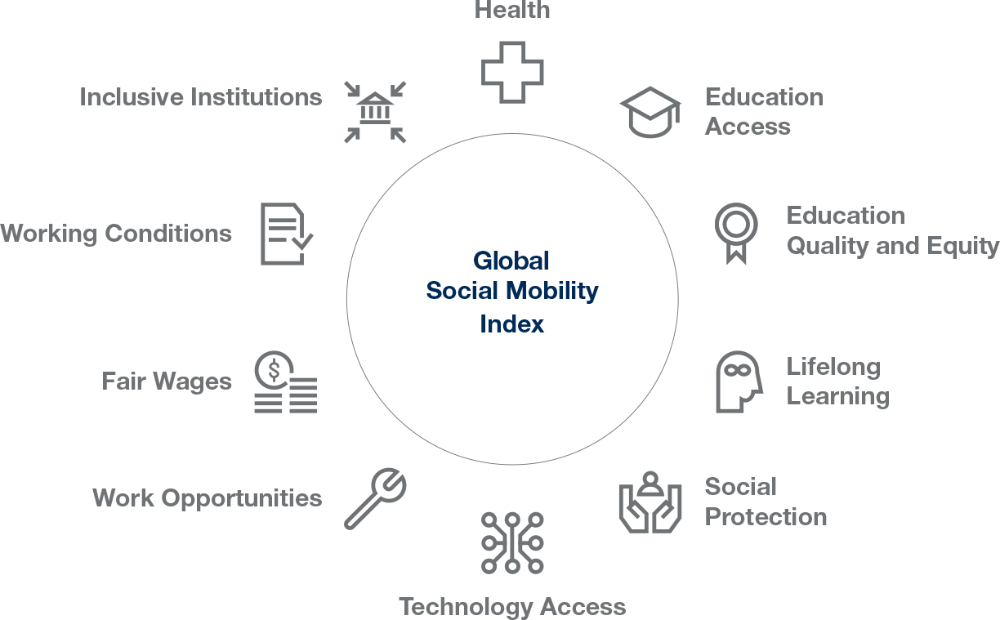 Health
Inclusive Institutions
Education
Access
Working Conditions
Education
Quality and Equity
Global
Social Mobility
Index
Fair Wages
$
Lifelong
Learning
Work Opportunities
Social
Protection
Technology Access